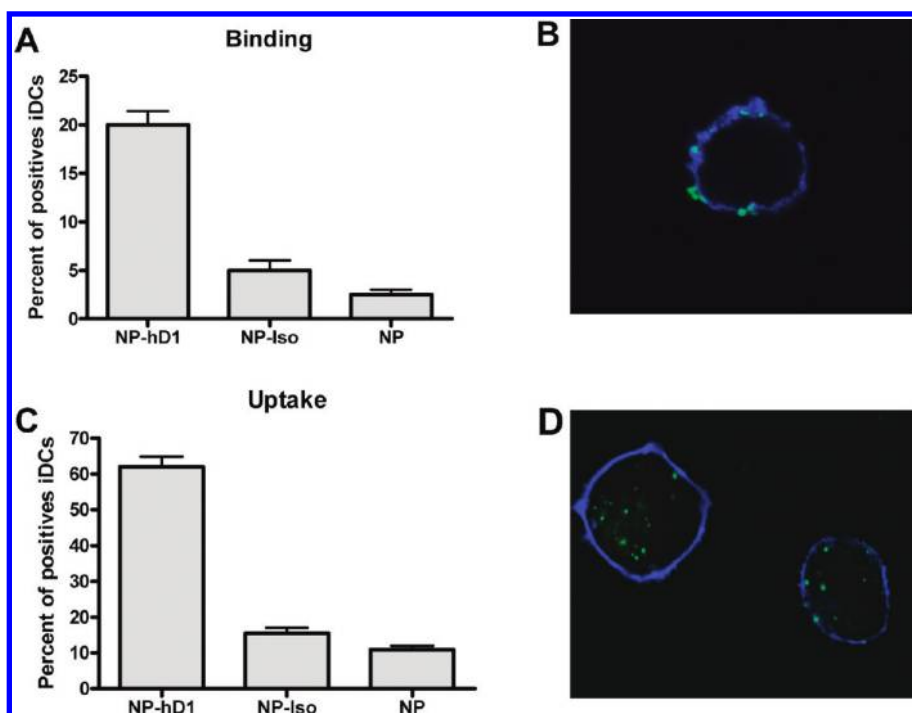 A
Binding
Percent of positives iDCs
25
20
15
10
5
0
NP-hD1 NP-Iso NP
B
C
Uptake
Percent of positives iDCs
70
60
50
40
30
20
10
0
NP-hD1 NP-Iso NP
D